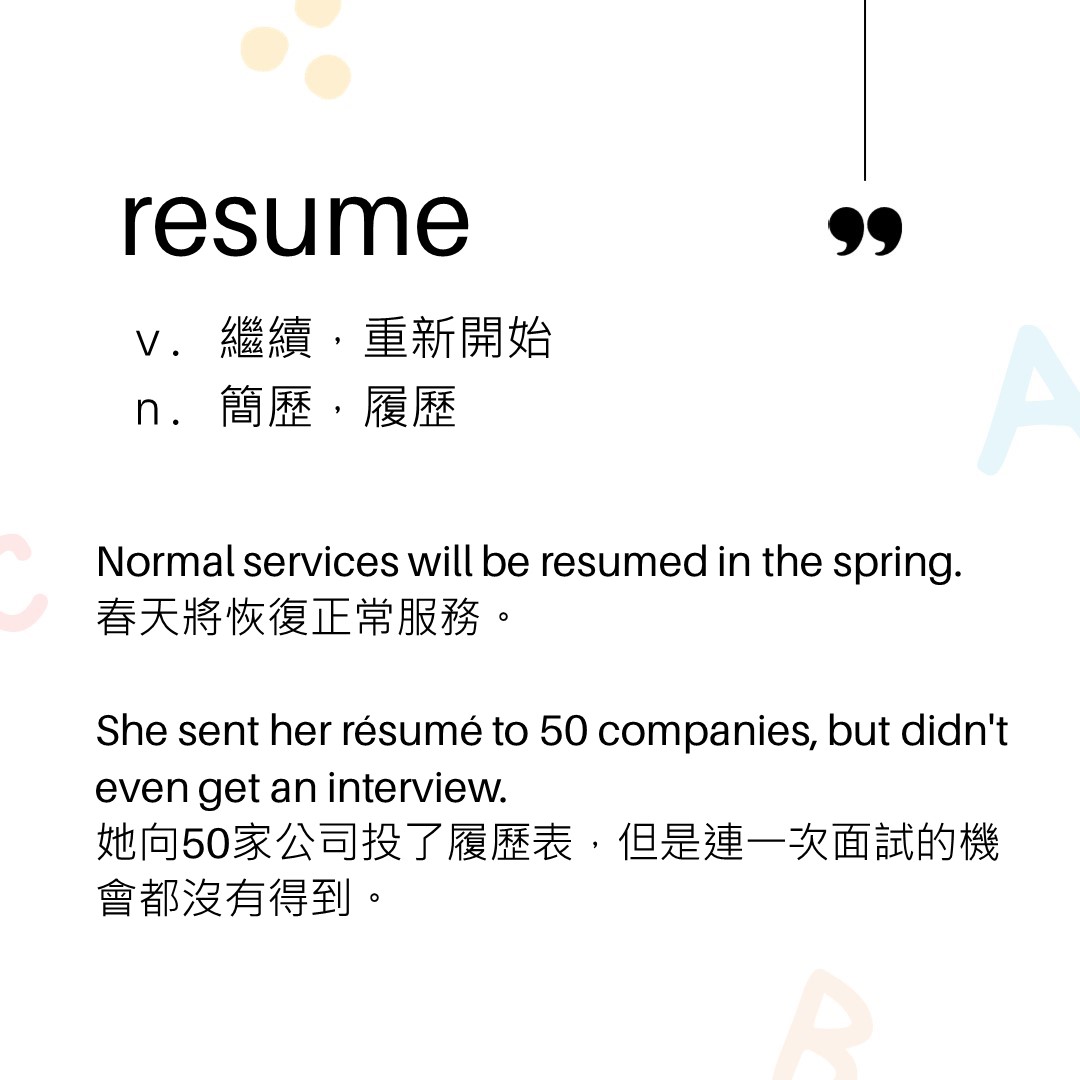 resume
v. 繼續，重新開始
n. 簡歷，履歷
Normal services will be resumed in the spring.
春天將恢復正常服務。
She sent her résumé to 50 companies, but didn't
even get an interview.
她向50家公司投了履歷表，但是連一次面試的機
會都沒有得到。
A
C
R